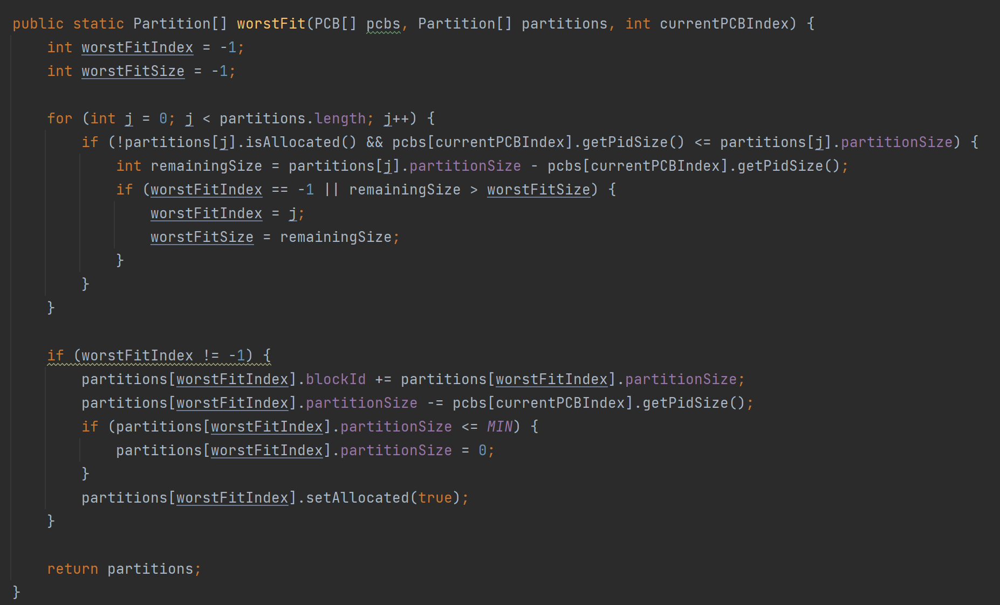 public static Partition[] worstFit(PCB[] pcbs, Partition[] partitions, int currentPCBIndex) {
    int worstFitIndex = -1;
    int worstFitSize = -1;

    for (int j = 0; j < partitions.length; j++) {
        if (!partitions[j].isAllocated() && pcbs[currentPCBIndex].getPidSize() <= partitions[j].partitionSize) {
            int remainingSize = partitions[j].partitionSize - pcbs[currentPCBIndex].getPidSize();
            if (worstFitIndex == -1 || remainingSize > worstFitSize) {
                worstFitIndex = j;
                worstFitSize = remainingSize;
            }
        }
    }

    if (worstFitIndex != -1) {
        partitions[worstFitIndex].blockId += partitions[worstFitIndex].partitionSize;
        partitions[worstFitIndex].partitionSize -= pcbs[currentPCBIndex].getPidSize();
        if (partitions[worstFitIndex].partitionSize <= MIN) {
            partitions[worstFitIndex].partitionSize = 0;
        }
        partitions[worstFitIndex].setAllocated(true);
    }

    return partitions;
}